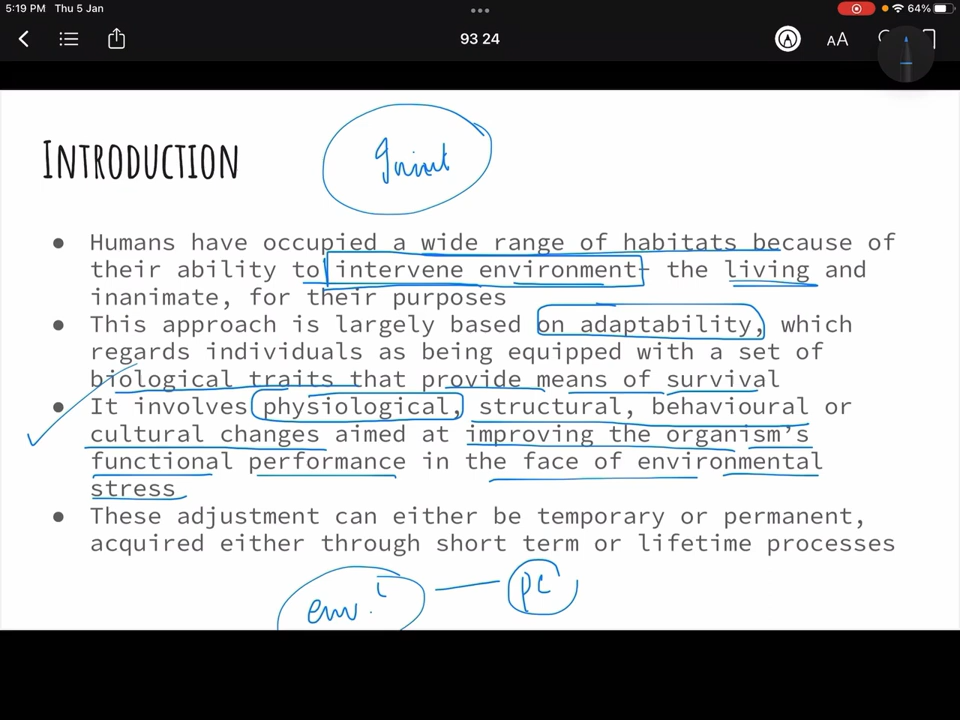 5:19 PM Thu 5 Jan
64%
93 24
AA
INTRODUCTION
● Humans have occupied a wide range of habitats because of
their ability to intervene environment- the living and
inanimate, for their purposes
● This approach is largely based on adaptability, which
regards individuals as being equipped with a set of
biological traits that provide means of survival
● It involves physiological, structural, behavioural or
cultural changes aimed at improving the organism's
functional performance in the face of environmental
stress
● These adjustment can either be temporary or permanent,
acquired either through short term or lifetime processes
env.